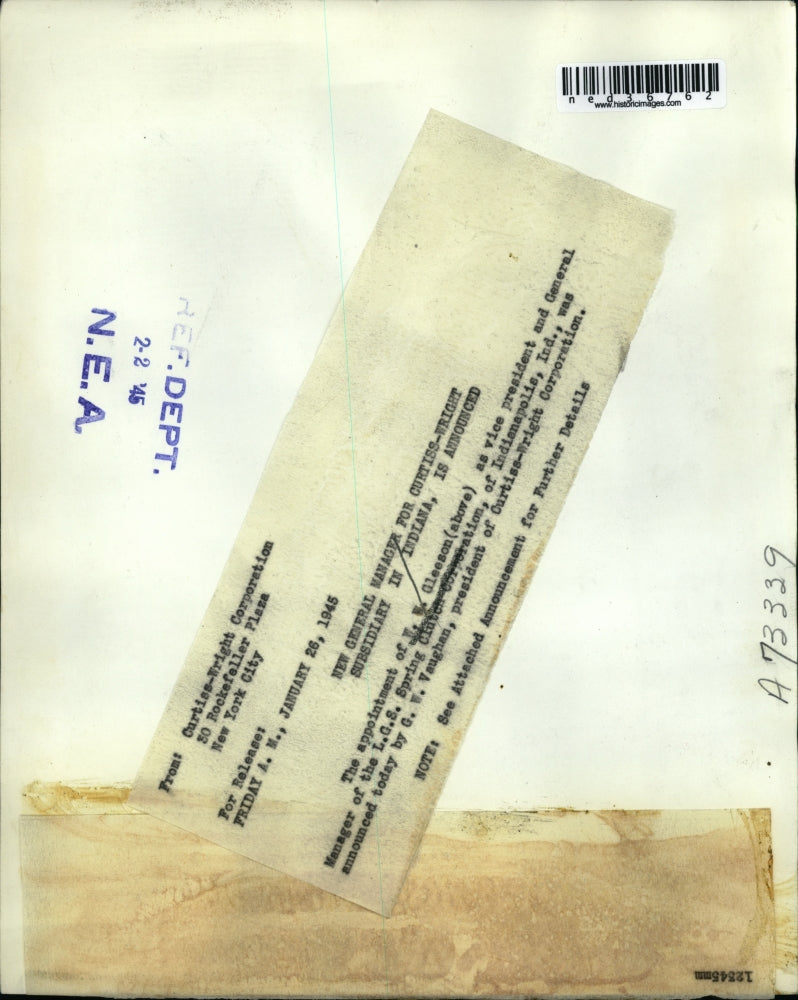 ned36762
www.historicimages.com
REF. DEPT.
2-2 '45
N.E.A.
From: Curtiss-Wright Corporation
30 Rockefeller Plaza
New York City
For Release:
FRIDAY A. M., JANUARY 26, 1945
NEW GENERAL MANAGER FOR CURTISS-WRIGHT
SUBSIDIARY IN INDIANA, IS ANNOUNCED
The appointment of Gleeson(above) as vice president and General
Manager of the L.G.S. Spring Clutch Corporation, of Indianapolis, Ind., was
announced today by G. W. Vaughan, president of Curtiss-Wright Corporation.
NOTE: See Attached Announcement for Further Details
A73339
12345mm